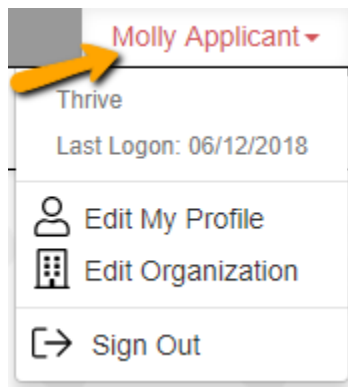 Molly Applicant
Thrive
Last Logon: 06/12/2018
Edit My Profile
Edit Organization
Sign Out